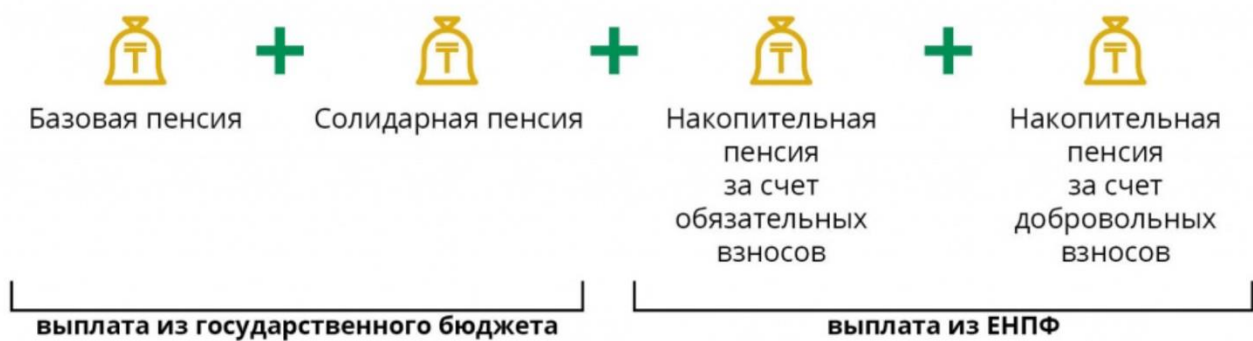 Базовая пенсия
Солидарная пенсия
Накопительная
пенсия
за счет
обязательных
взносов
Накопительная
пенсия
за счет
добровольных
взносов
выплата из государственного бюджета
выплата из ЕНПФ